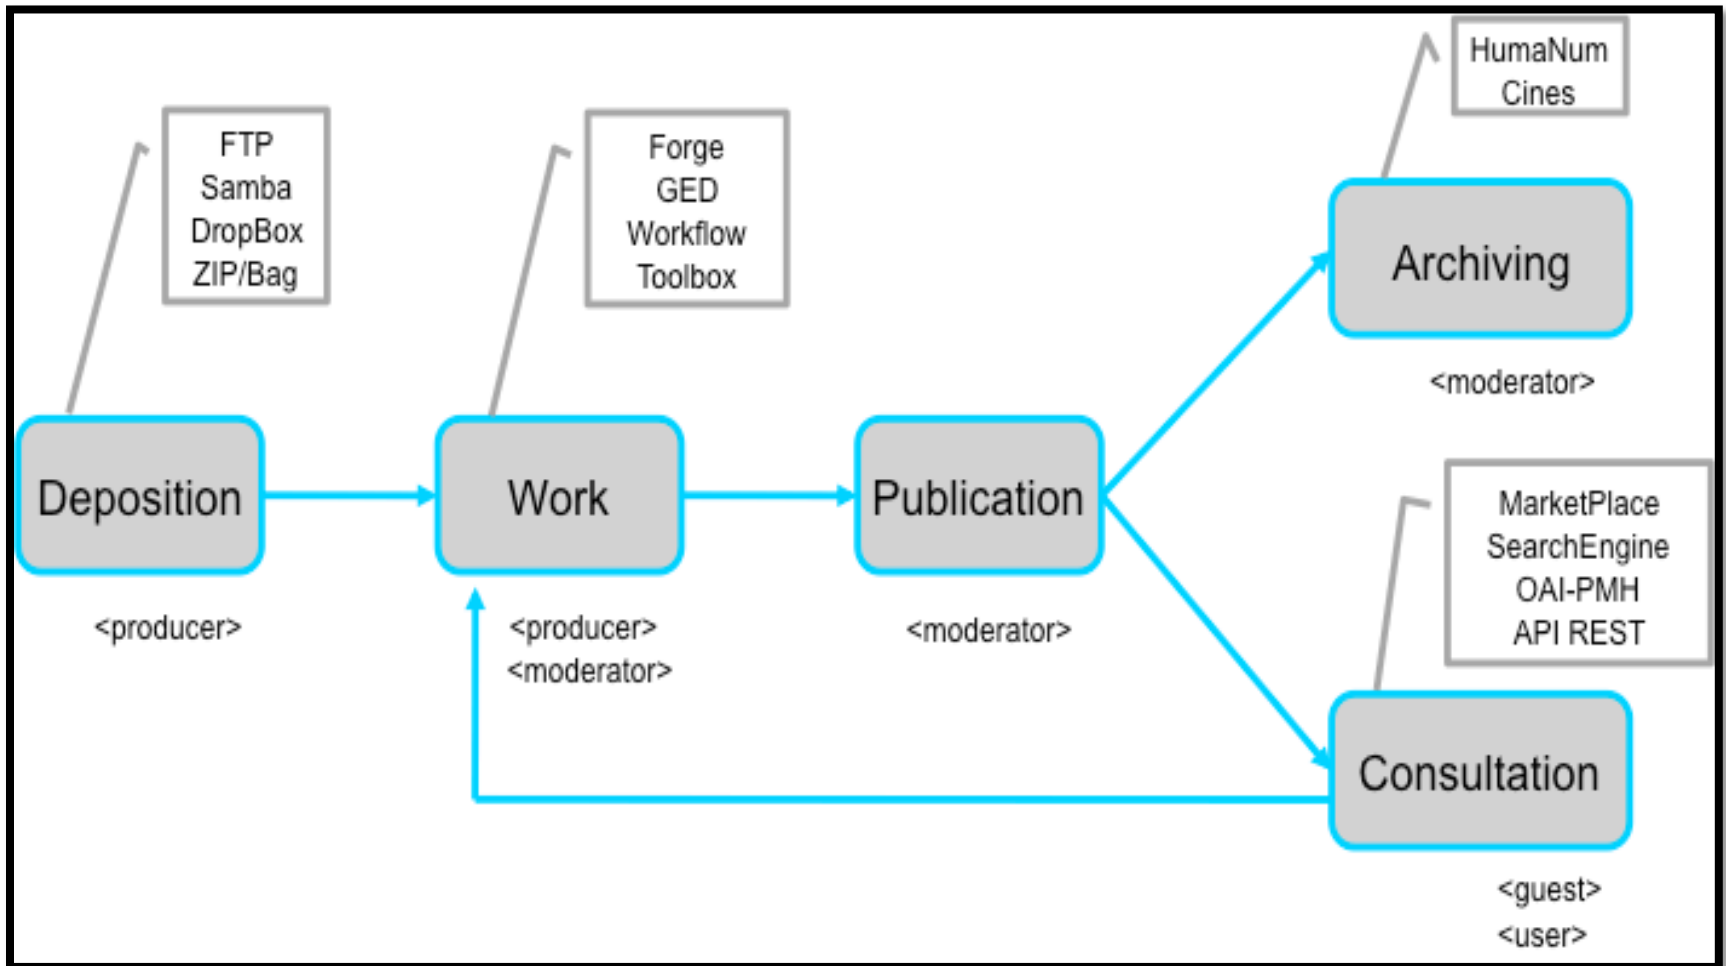 HumaNum
Cines
FTP
Samba
DropBox
ZIP/Bag
Forge
GED
Workflow
Toolbox
Archiving
<moderator>
Deposition
Work
Publication
MarketPlace
SearchEngine
OAI-PMH
API REST
<producer>
<producer>
<moderator>
<moderator>
Consultation
<guest>
<user>